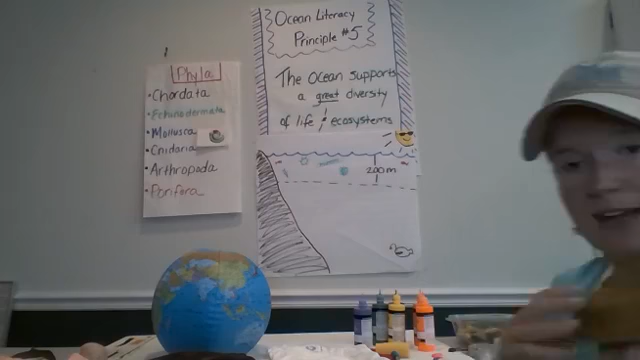 Phyla
• Chordata
• Echinodermata
• Mollusca
• Cnidaria
• Arthropoda
• Porifera
Ocean Literacy
Principle #5
The Ocean supports
a great diversity
of life & ecosystems
200m